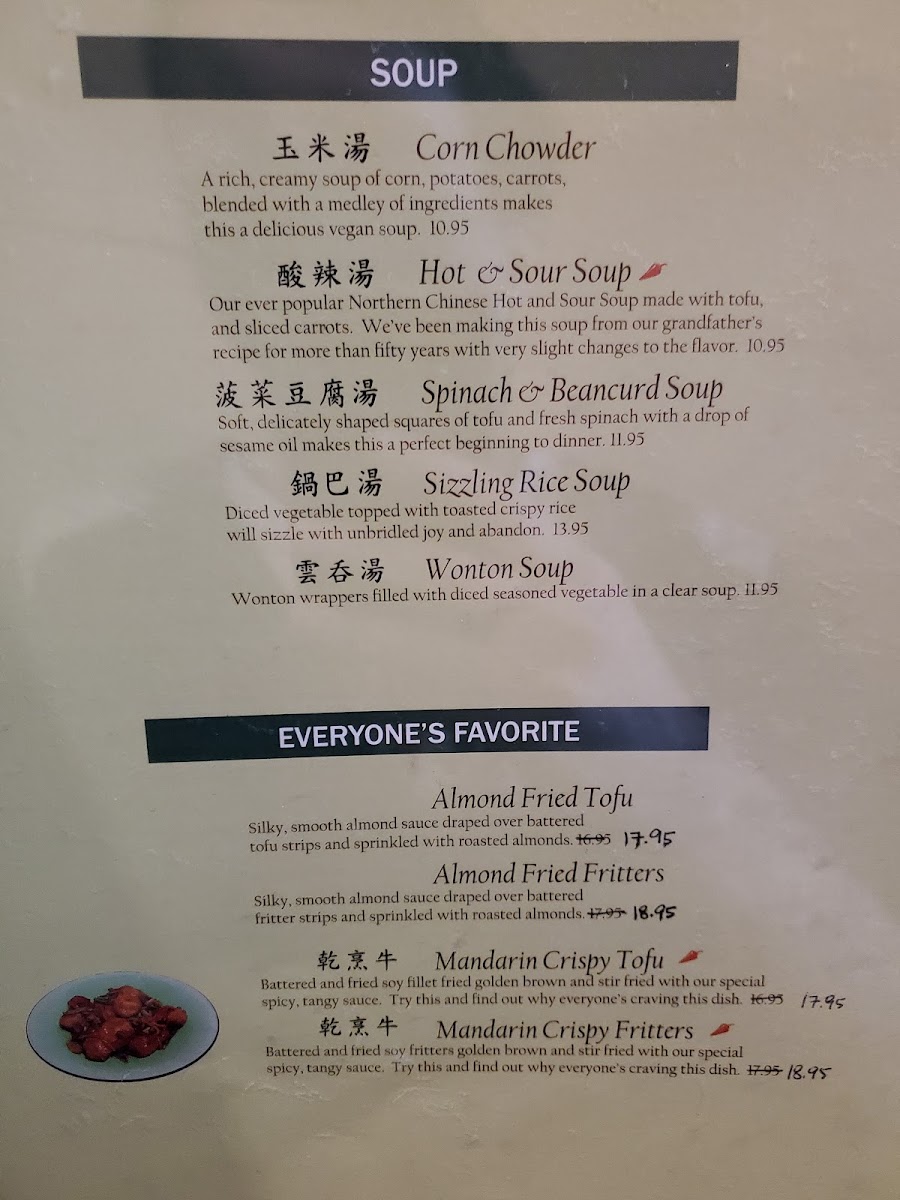 SOUP
玉米湯 Corn Chowder
A rich, creamy soup of corn, potatoes, carrots,
blended with a medley of ingredients makes
this a delicious vegan soup. 10.95
酸辣湯 Hot & Sour Soup
Our ever popular Northern Chinese Hot and Sour Soup made with tofu,
and sliced carrots. We've been making this soup from our grandfather's
recipe for more than fifty years with very slight changes to the flavor. 10.95
菠菜豆腐湯 Spinach & Beancurd Soup
Soft, delicately shaped squares of tofu and fresh spinach with a drop of
sesame oil makes this a perfect beginning to dinner. 11.95
鍋巴湯 Sizzling Rice Soup
Diced vegetable topped with toasted crispy rice
will sizzle with unbridled joy and abandon. 13.95
雲吞湯 Wonton Soup
Wonton wrappers filled with diced seasoned vegetable in a clear soup. 11.95
EVERYONE'S FAVORITE
Almond Fried Tofu
Silky, smooth almond sauce draped over battered
tofu strips and sprinkled with roasted almonds. 16.95 17.95
Almond Fried Fritters
Silky, smooth almond sauce draped over battered
fritter strips and sprinkled with roasted almonds. 17.95 18.95
乾烹牛 Mandarin Crispy Tofu
Battered and fried soy fillet fried golden brown and stir fried with our special
spicy, tangy sauce. Try this and find out why everyone's craving this dish. 16.95 17.95
乾烹牛 Mandarin Crispy Fritters
Battered and fried soy fritters golden brown and stir fried with our special
spicy, tangy sauce. Try this and find out why everyone's craving this dish. 17.95 18.95